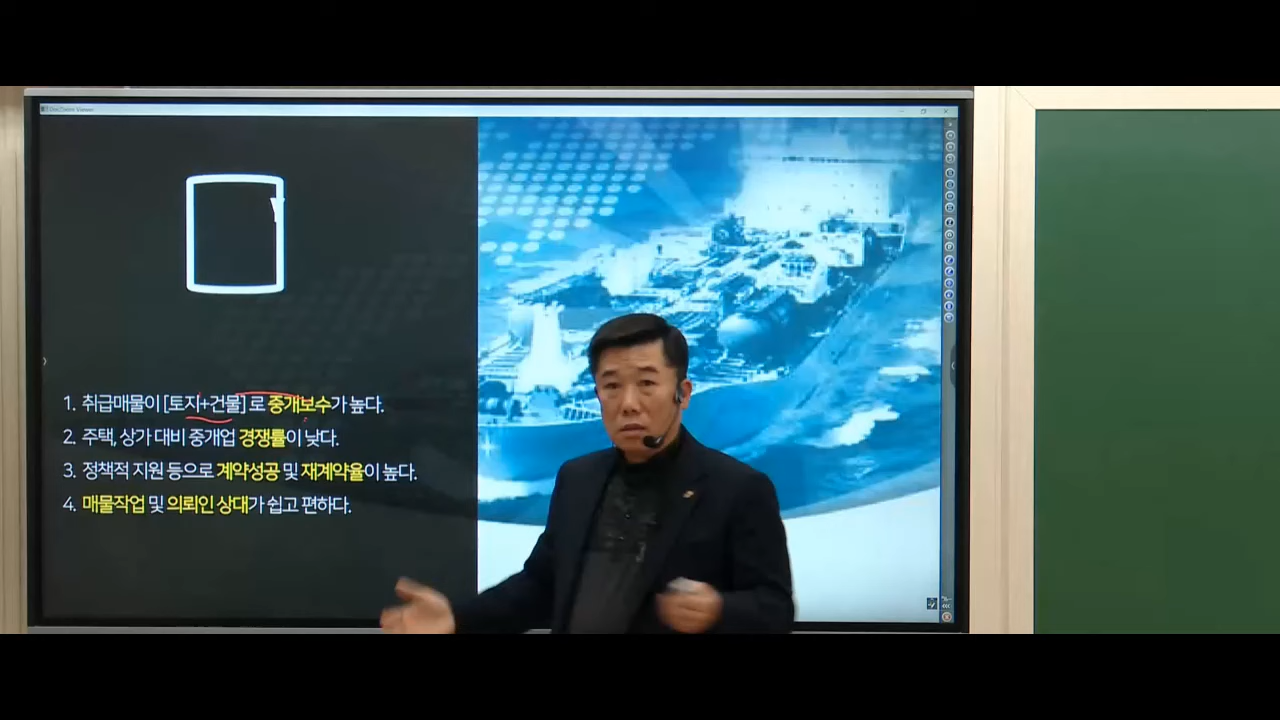 1. 취급매물이 [토지+건물] 로 중개보수가 높다.
2. 주택, 상가 대비 중개업 경쟁률이 낮다.
3. 정책적 지원 등으로 계약성공 및 재계약율이 높다.
4. 매물작업 및 의뢰인 상대가 쉽고 편하다.